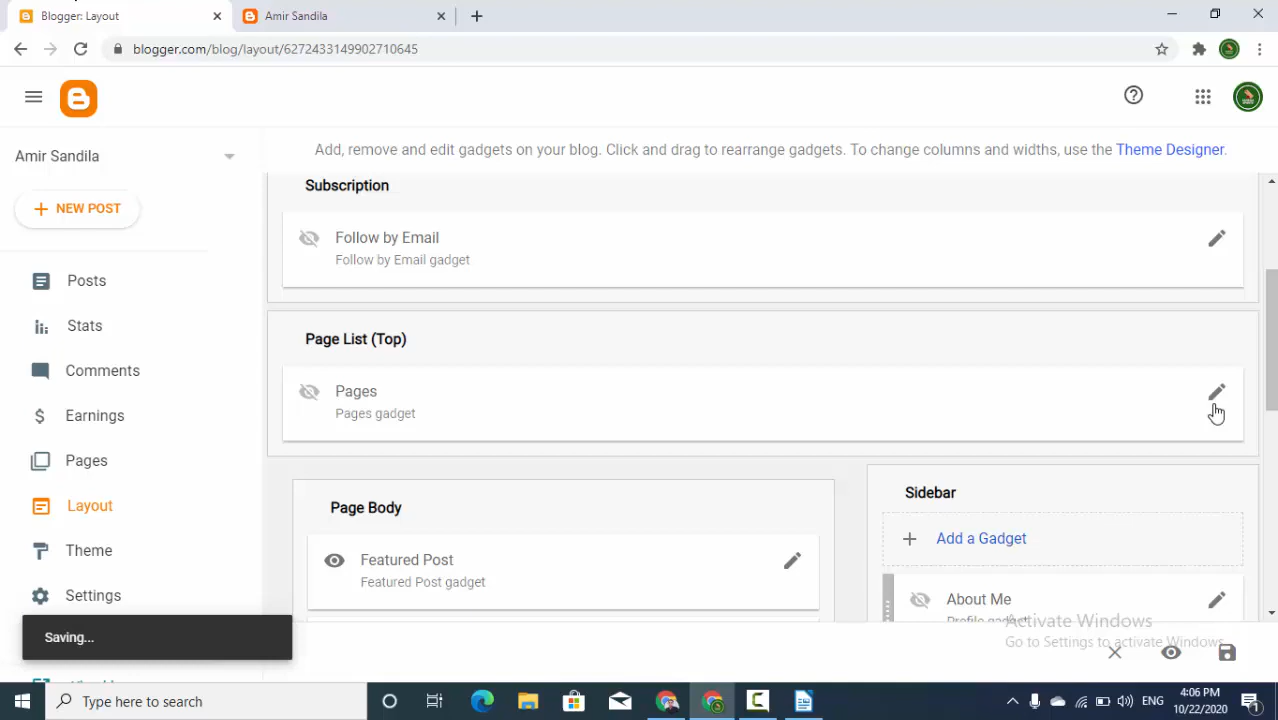 Blogger: Layout
Amir Sandila
blogger.com/blog/layout/6272433149902710645
Amir Sandila
Add, remove and edit gadgets on your blog. Click and drag to rearrange gadgets. To change columns and widths, use the Theme Designer.
NEW POST
Posts
Stats
Comments
Earnings
Pages
Layout
Theme
Settings
Saving...
Subscription
Follow by Email
Follow by Email gadget
Page List (Top)
Pages
Pages gadget
Page Body
Featured Post
Featured Post gadget
Sidebar
Add a Gadget
About Me
Profile gadget
Activate Windows
Go to Settings to activate Windows.
Type here to search
ENG
4:06 PM
10/22/2020
1